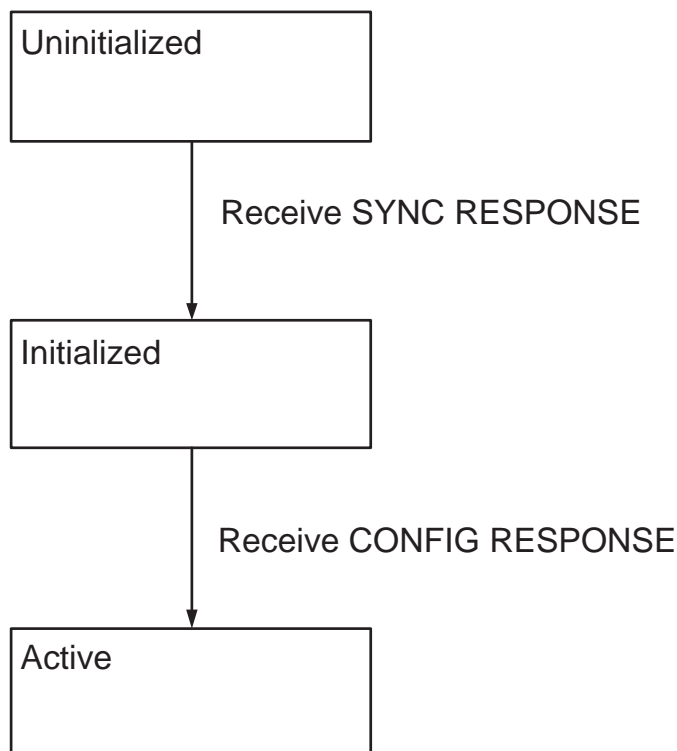 Uninitialized
Receive SYNC RESPONSE
Initialized
Receive CONFIG RESPONSE
Active